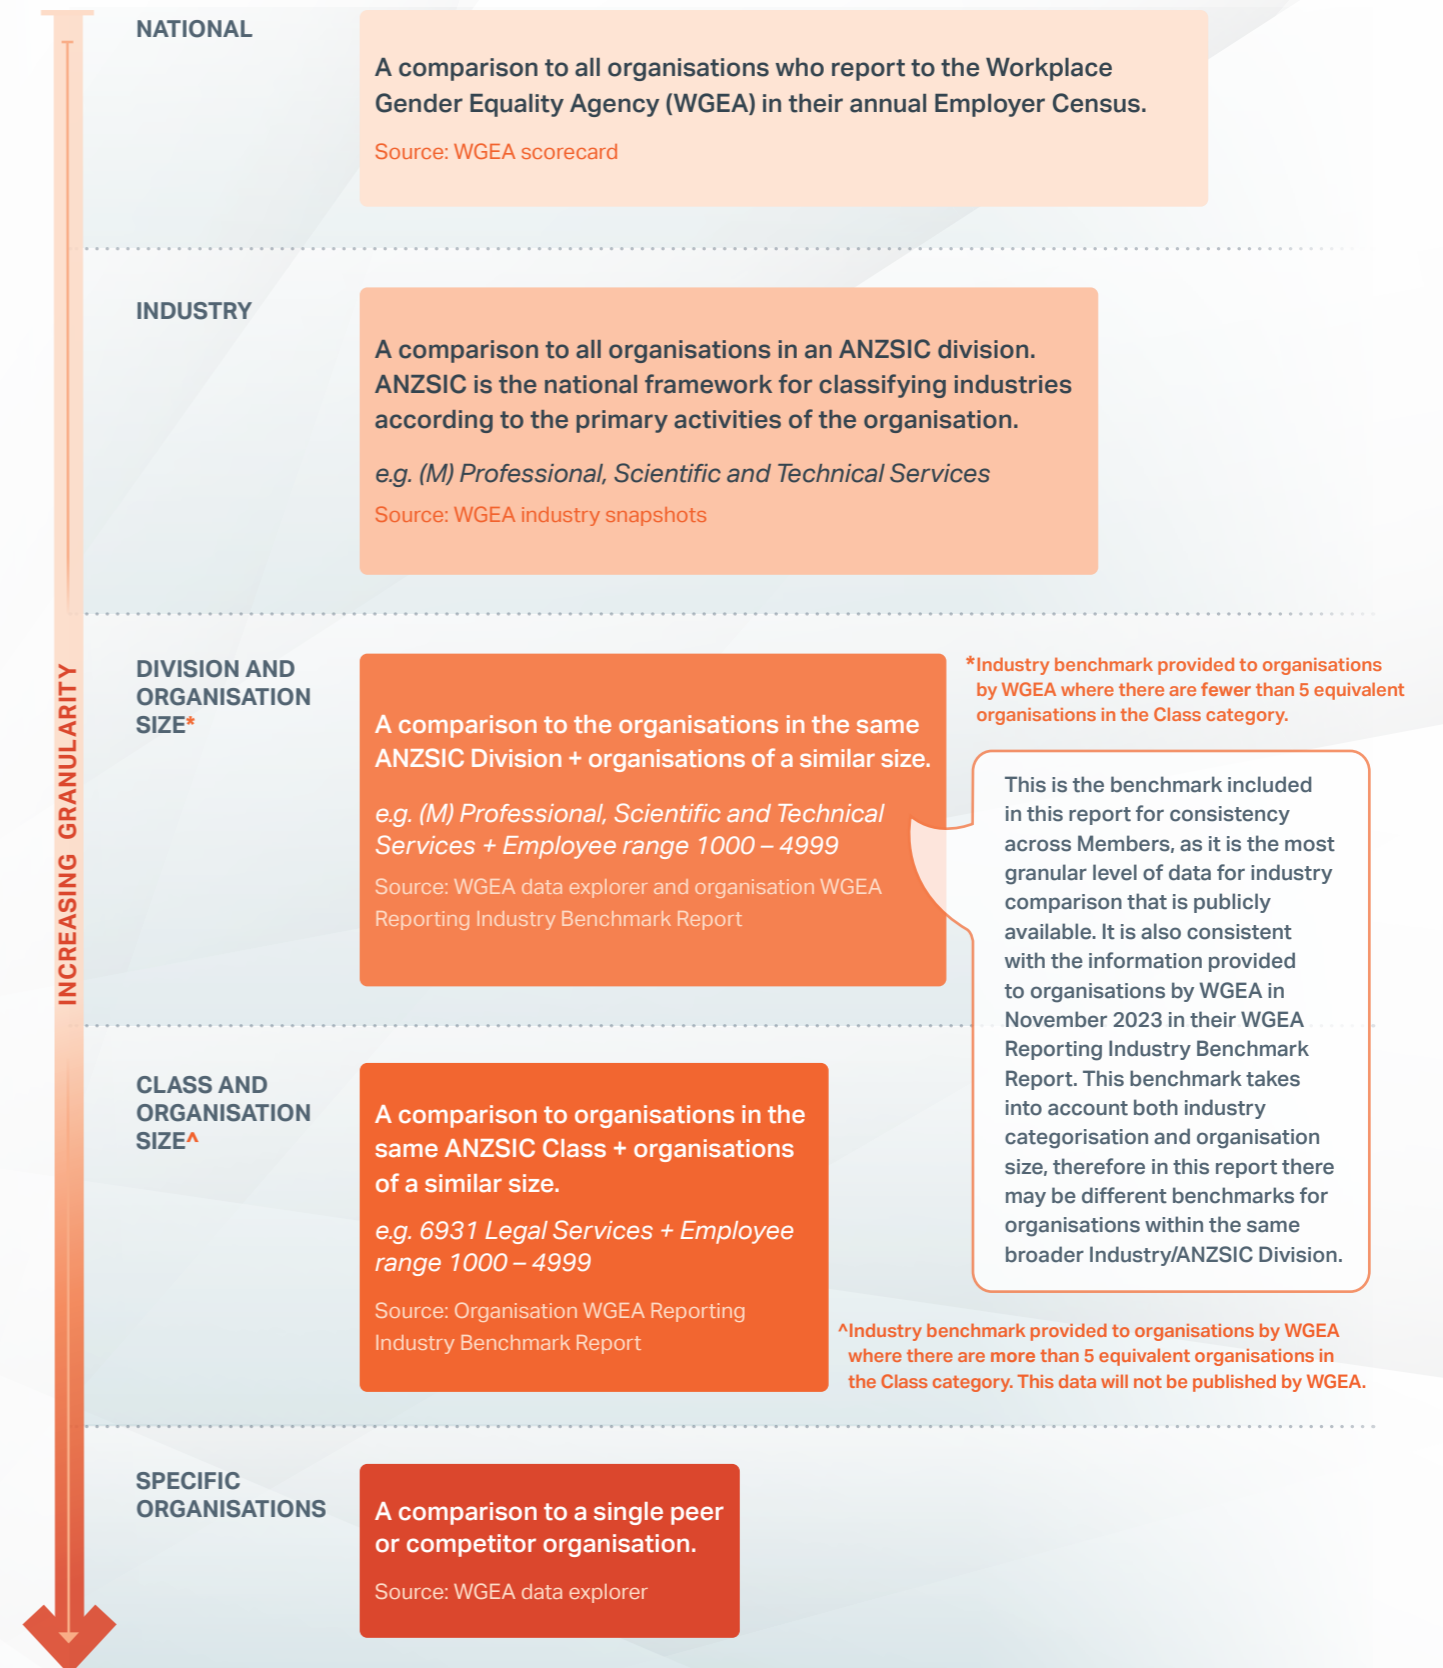 NATIONAL
A comparison to all organisations who report to the Workplace
Gender Equality Agency (WGEA) in their annual Employer Census.
Source: WGEA scorecard
INDUSTRY
A comparison to all organisations in an ANZSIC division.
ANZSIC is the national framework for classifying industries
according to the primary activities of the organisation.
e.g. (M) Professional, Scientific and Technical Services
Source: WGEA industry snapshots
INCREASING GRANULARITY
DIVISION AND
ORGANISATION
SIZE*
A comparison to the organisations in the same
ANZSIC Division + organisations of a similar size.
e.g. (M) Professional, Scientific and Technical
Services + Employee range 1000 – 4999
Source: WGEA data explorer and organisation WGEA
Reporting Industry Benchmark Report
*Industry benchmark provided to organisations
by WGEA where there are fewer than 5 equivalent
organisations in the Class category.
This is the benchmark included
in this report for consistency
across Members, as it is the most
granular level of data for industry
comparison that is publicly
available. It is also consistent
with the information provided
to organisations by WGEA in
November 2023 in their WGEA
Reporting Industry Benchmark
Report. This benchmark takes
into account both industry
categorisation and organisation
size, therefore in this report there
may be different benchmarks for
organisations within the same
broader Industry/ANZSIC Division.
CLASS AND
ORGANISATION
SIZE^
A comparison to organisations in the
same ANZSIC Class + organisations
of a similar size.
e.g. 6931 Legal Services + Employee
range 1000 – 4999
Source: Organisation WGEA Reporting
Industry Benchmark Report
^Industry benchmark provided to organisations by WGEA
where there are more than 5 equivalent organisations in
the Class category. This data will not be published by WGEA.
SPECIFIC
ORGANISATIONS
A comparison to a single peer
or competitor organisation.
Source: WGEA data explorer